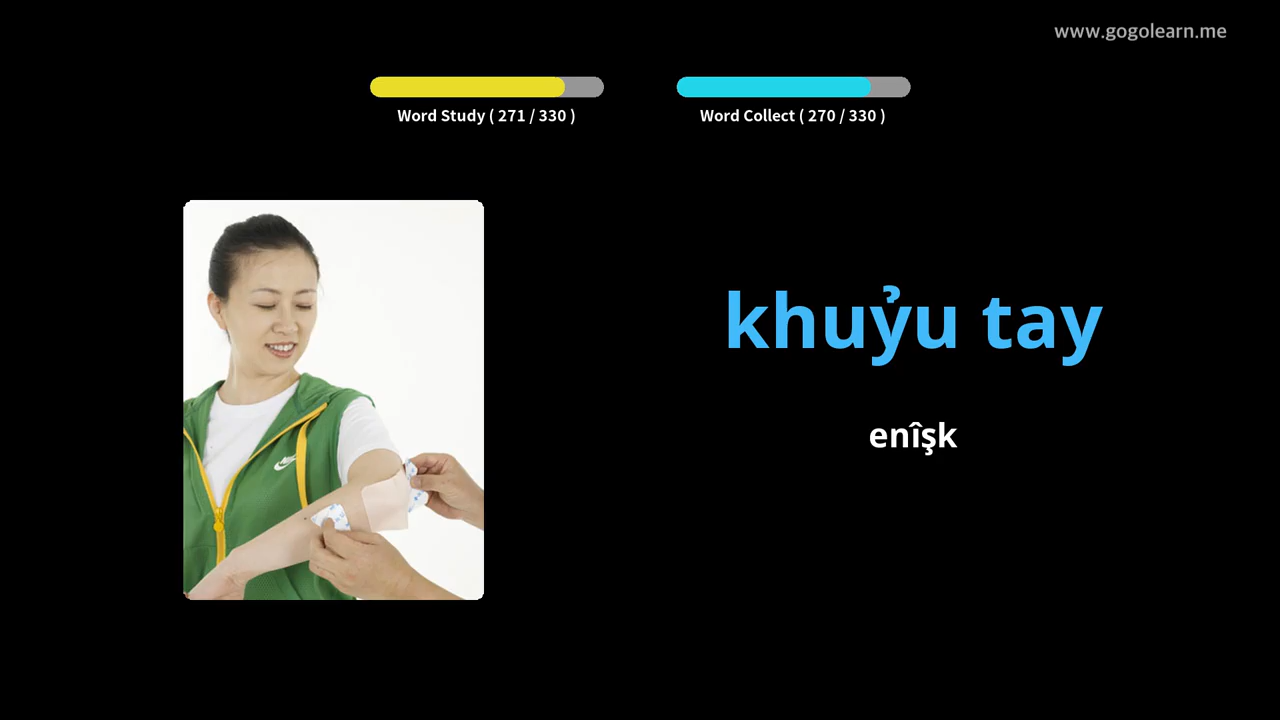 www.gogolearn.me
Word Study ( 271 / 330 )
Word Collect ( 270 / 330 )
khuỷu tay
enîşk